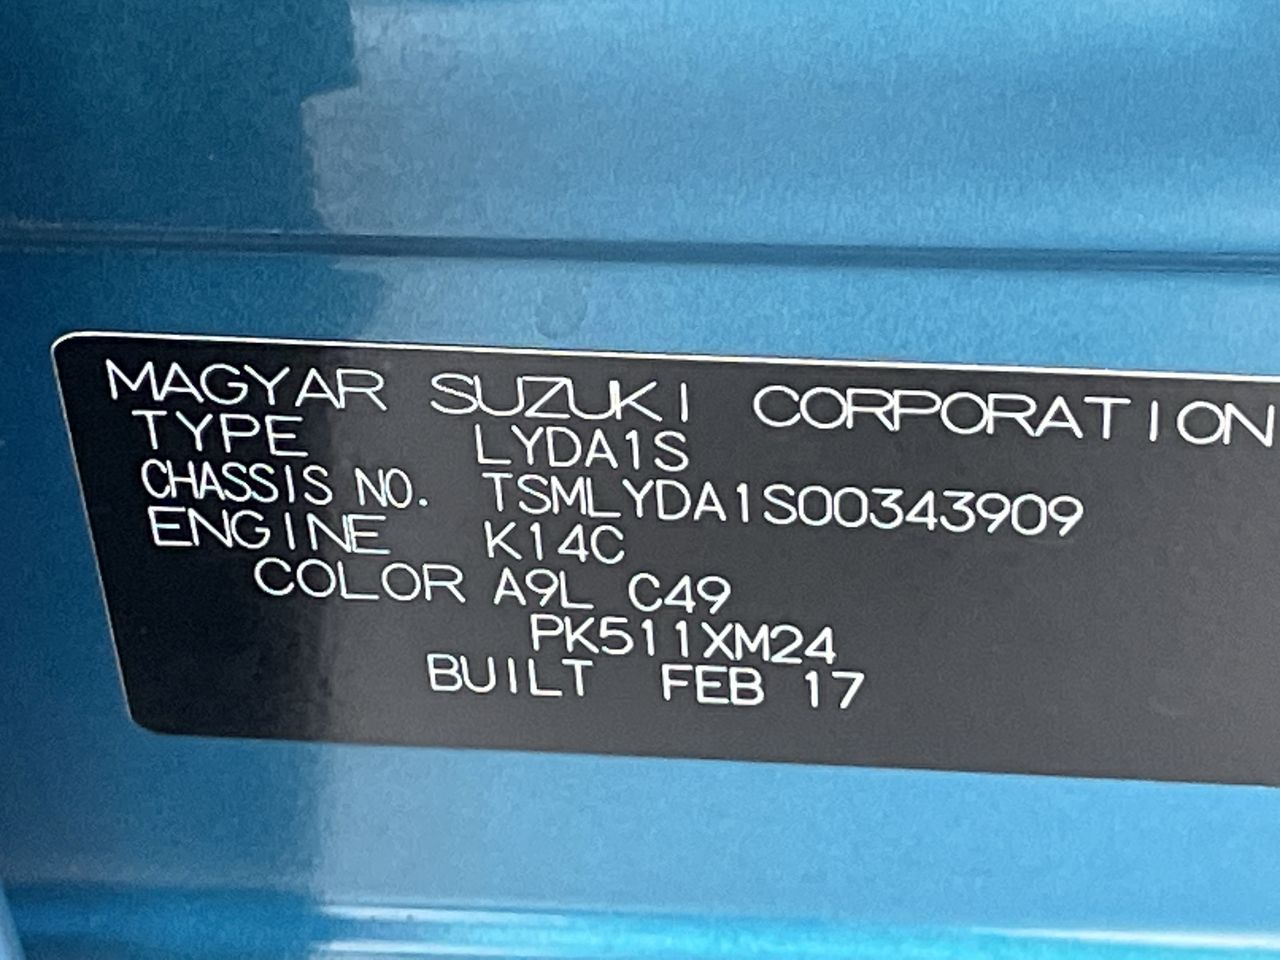 MAGYAR SUZUKI CORPORATION
TYPE LYDA1S
CHASSIS NO. TSMLYDA1S00343909
ENGINE K14C
COLOR A9L C49
PK511XM24
BUILT FEB 17